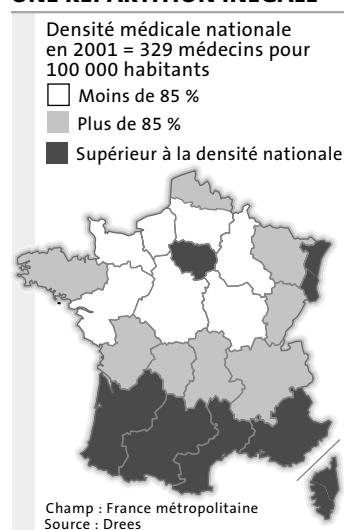 UNE RÉPARTITION INÉGALE
Densité médicale nationale
en 2001 = 329 médecins pour
100 000 habitants
Moins de 85 %
Plus de 85 %
Supérieur à la densité nationale
Champ : France métropolitaine
Source : Drees